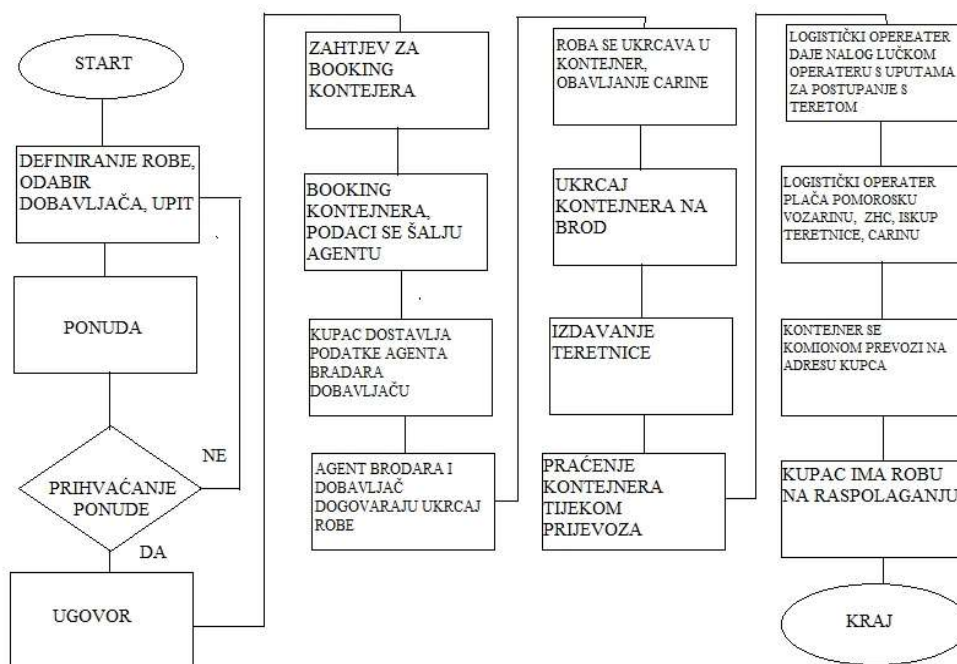 START
DEFINIRANJE ROBE,
ODABIR
DOBAVLJAČA, UPIT
PONUDA
PRIHVAĆANJE
PONUDE
NE
DA
UGOVOR
ZAHTJEV ZA
BOOKING
KONTEJERA
BOOKING
KONTEJNERA,
PODACI SE ŠALJU
AGENTU
KUPAC DOSTAVLJA
PODATKE AGENTA
BRADARA
DOBAVLJAČU
AGENT BRODARA I
DOBAVLJAČ
DOGOVARAJU UKRCAJ
ROBE
ROBA SE UKRCAVA U
KONTEJNER,
OBAVLJANJE CARINE
UKRCAJ
KONTEJNERA NA
BROD
IZDAVANJE
TERETNICE
PRAĆENJE
KONTEJNERA
TIJEKOM
PRIJEVOZA
LOGISTIČKI OPEREATER
DAJE NALOG LUČKOM
OPERATERU S UPUTAMA
ZA POSTUPANJE S
TERETOM
LOGISTIČKI OPERATER
PLAČA POMOROSKU
VOZARINU, ZHC, ISKUP
TERETNICE, CARINU
KONTEJNER SE
KOMIONOM PREVOZI NA
ADRESU KUPCA
KUPAC IMA ROBU
NA RASPOLAGANJU
KRAJ